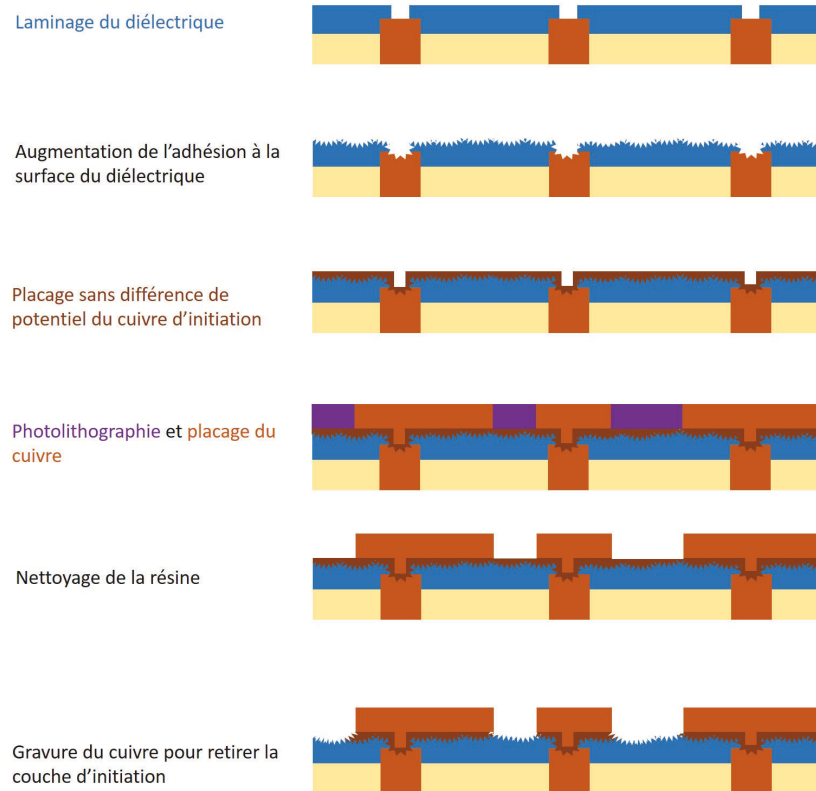 Laminage du diélectrique
Augmentation de l'adhésion à la
surface du diélectrique
Placage sans différence de
potentiel du cuivre d'initiation
Photolithographie et placage du
cuivre
Nettoyage de la résine
Gravure du cuivre pour retirer la
couche d'initiation